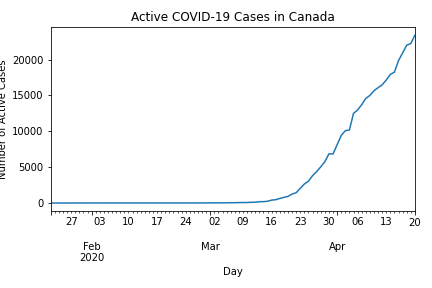 Active COVID-19 Cases in Canada
Number of Active Cases
20000
15000
10000
5000
0
27 03 10 17 24 02 09 16 23 30 06 13 20
Feb Mar Apr
2020
Day